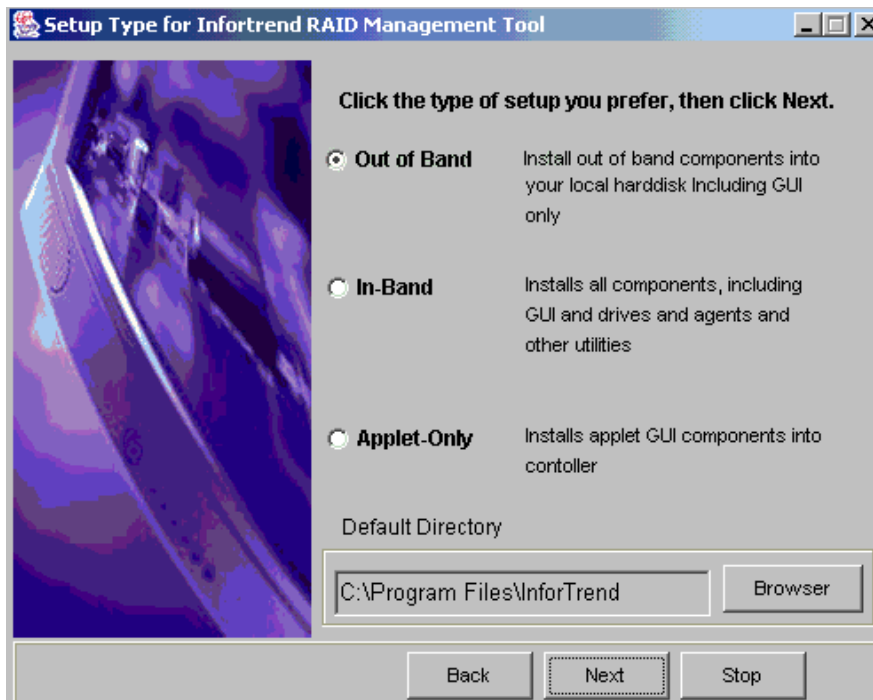 Setup Type for Infortrend RAID Management Tool
Click the type of setup you prefer, then click Next.
Out of Band
Install out of band components into
your local harddisk Including GUI
only
In-Band
Installs all components, including
GUI and drives and agents and
other utilities
Applet-Only
Installs applet GUI components into
contoller
Default Directory
C:\Program Files\InforTrend
Browser
Back
Next
Stop